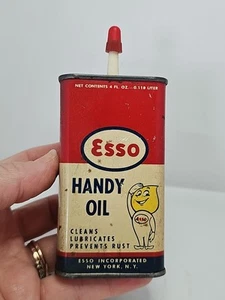 NET CONTENTS 4 FL. OZ. - 0.118 LITER
Esso
HANDY
OIL
Esso
CLEANS
LUBRICATES
PREVENTS RUST
ESSO INCORPORATED
NEW YORK, N.Y.